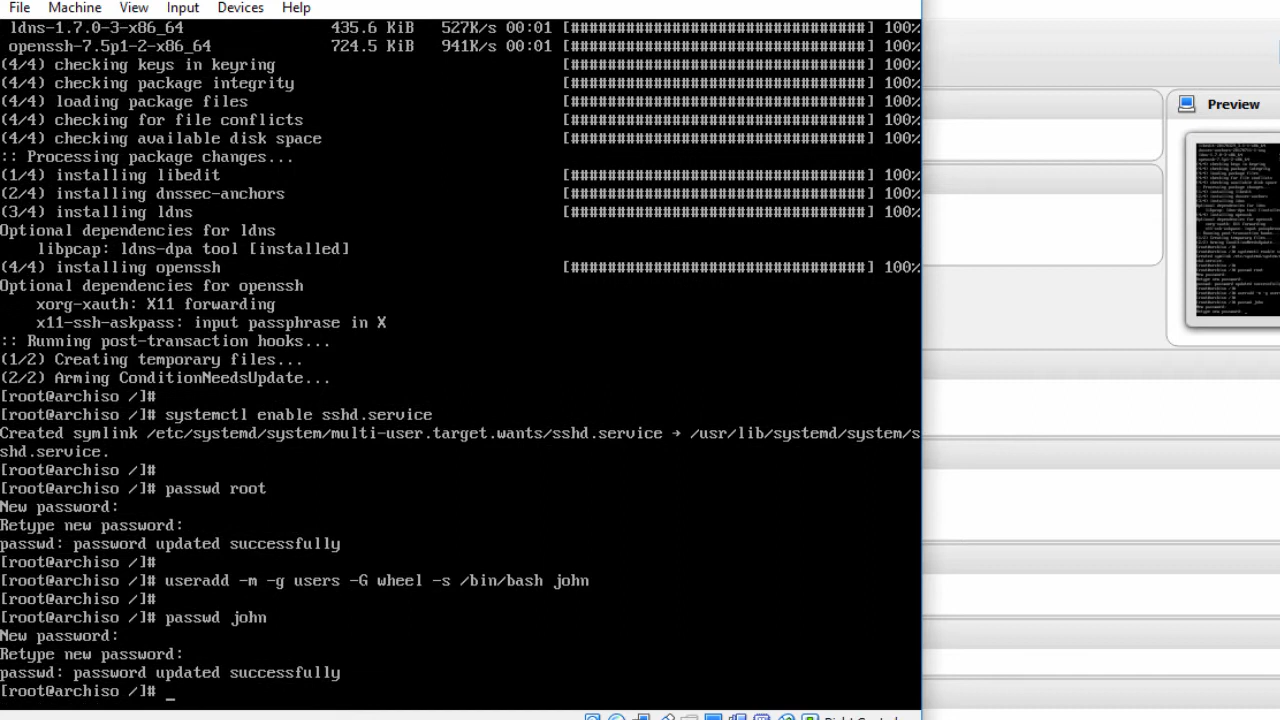 File Machine View Input Devices Help
ldns-1.7.0-3-x86_64 435.6 KiB 527K/s 00:01 [################################] 100%
openssh-7.5p1-2-x86_64 724.5 KiB 941K/s 00:01 [################################] 100%
(4/4) checking keys in keyring [################################] 100%
(4/4) checking package integrity [################################] 100%
(4/4) loading package files [################################] 100%
(4/4) checking for file conflicts [################################] 100%
(4/4) checking available disk space [################################] 100%
:: Processing package changes...
(1/4) installing libedit [################################] 100%
(2/4) installing dnssec-anchors [################################] 100%
(3/4) installing ldns [################################] 100%
Optional dependencies for ldns
libpcap: ldns-dpa tool [installed]
(4/4) installing openssh [################################] 100%
Optional dependencies for openssh
xorg-xauth: X11 forwarding
x11-ssh-askpass: input passphrase in X
:: Running post-transaction hooks...
(1/2) Creating temporary files...
(2/2) Arming ConditionNeedsUpdate...
[root@archiso /]#
[root@archiso /]# systemctl enable sshd.service
Created symlink /etc/systemd/system/multi-user.target.wants/sshd.service → /usr/lib/systemd/system/s
shd.service.
[root@archiso /]#
[root@archiso /]# passwd root
New password:
Retype new password:
passwd: password updated successfully
[root@archiso /]#
[root@archiso /]# useradd -m -g users -G wheel -s /bin/bash john
[root@archiso /]#
[root@archiso /]# passwd john
New password:
Retype new password:
passwd: password updated successfully
[root@archiso /]# _
Preview